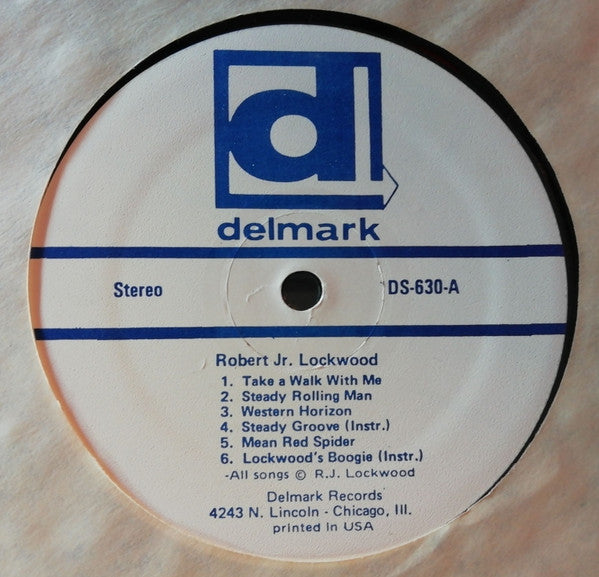 d
delmark
Stereo DS-630-A
Robert Jr. Lockwood
1. Take a Walk With Me
2. Steady Rolling Man
3. Western Horizon
4. Steady Groove (Instr.)
5. Mean Red Spider
6. Lockwood's Boogie (Instr.)
-All songs © R.J. Lockwood
Delmark Records
4243 N. Lincoln - Chicago, Ill.
printed in USA